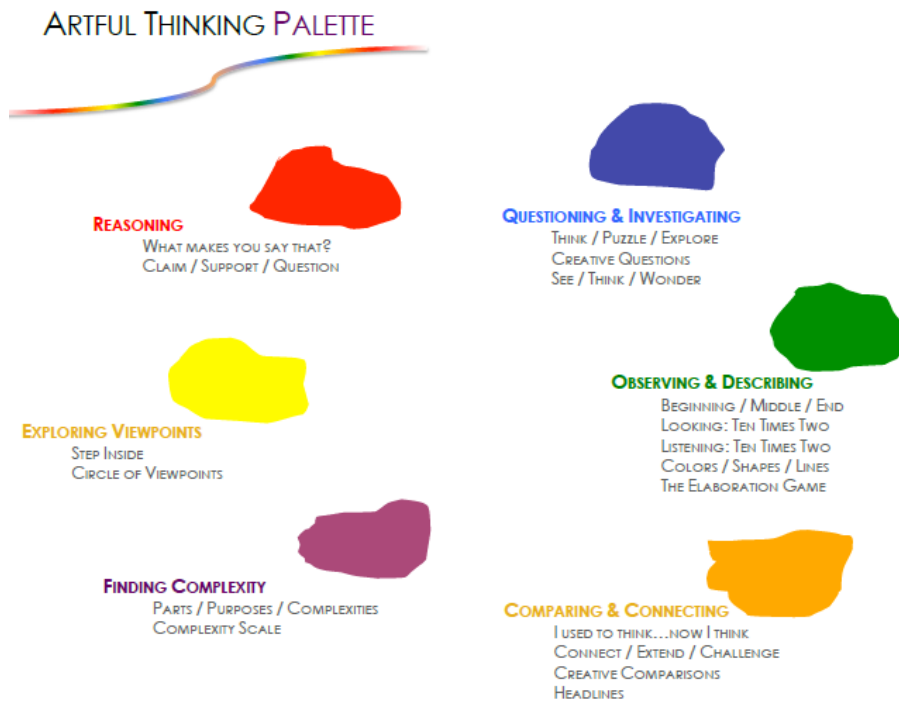 ARTFUL THINKING PALETTE
REASONING
WHAT MAKES YOU SAY THAT?
CLAIM / SUPPORT / QUESTION
QUESTIONING & INVESTIGATING
THINK / PUZZLE / EXPLORE
CREATIVE QUESTIONS
SEE / THINK / WONDER
EXPLORING VIEWPOINTS
STEP INSIDE
CIRCLE OF VIEWPOINTS
OBSERVING & DESCRIBING
BEGINNING / MIDDLE / END
LOOKING: TEN TIMES TWO
LISTENING: TEN TIMES TWO
COLORS / SHAPES / LINES
THE ELABORATION GAME
FINDING COMPLEXITY
PARTS / PURPOSES / COMPLEXITIES
COMPLEXITY SCALE
COMPARING & CONNECTING
I USED TO THINK...NOW I THINK
CONNECT / EXTEND / CHALLENGE
CREATIVE COMPARISONS
HEADLINES